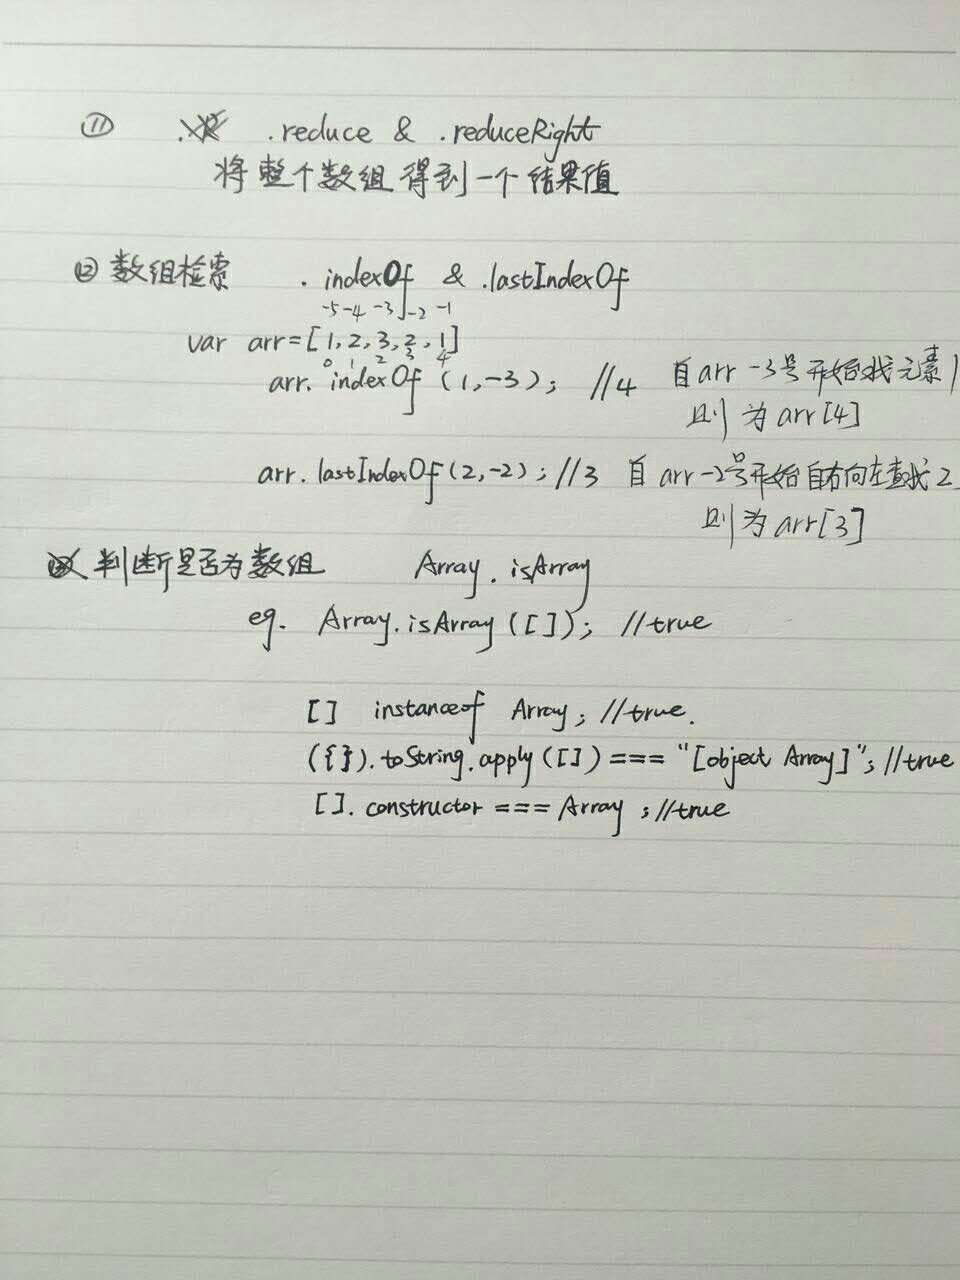 ⑪ .reduce & .reduceRight
将整个数组得到一个结果值
⑫ 数组检索 .indexOf & .lastIndexOf
-5 -4 -3 -2 -1
var arr=[1,2,3,2,1]
0 1 2 3 4
arr.indexOf(1,-3); //4 自arr -3号开始找元素1
则为arr[4]
arr.lastIndexOf(2,-2); //3 自arr-2号开始自右向左查找2
则为arr[3]
判断是否为数组 Array.isArray
eg. Array.isArray([]); //true
[] instanceof Array; //true.
({}).toString.apply([]) === "[object Array]"; //true
[].constructor === Array ; //true